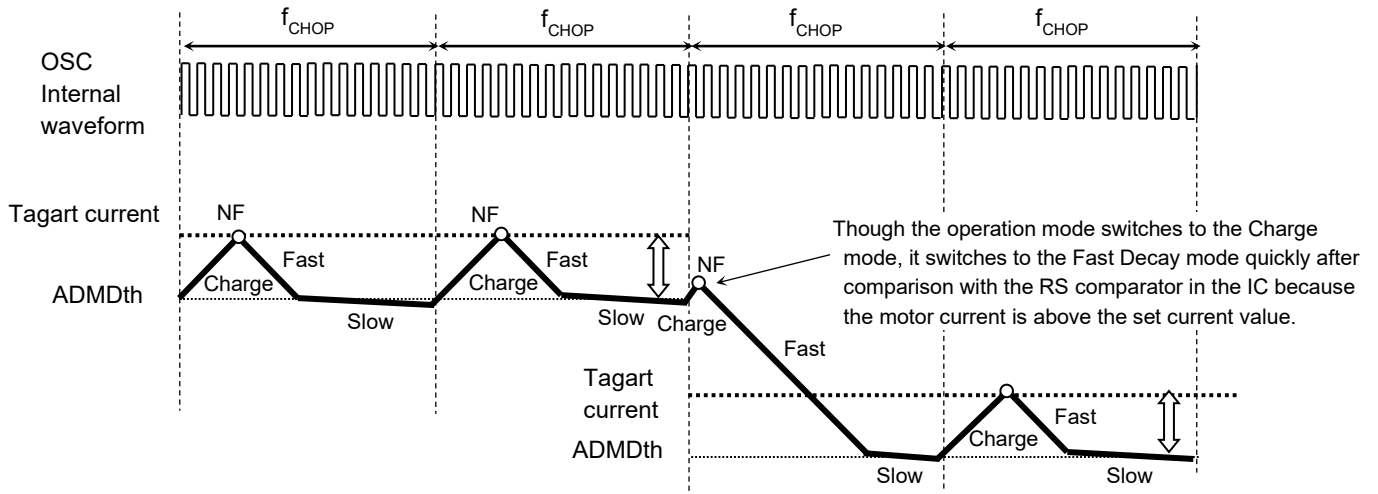 fCHOP
fCHOP
fCHOP
fCHOP
OSC
Internal
waveform
Tagart current
NF
NF
Fast
Fast
Charge
Charge
ADMDth
Slow
Slow
Charge
NF
Though the operation mode switches to the Charge
mode, it switches to the Fast Decay mode quickly after
comparison with the RS comparator in the IC because
the motor current is above the set current value.
Fast
Tagart
current
ADMDth
Fast
Charge
Slow
Slow